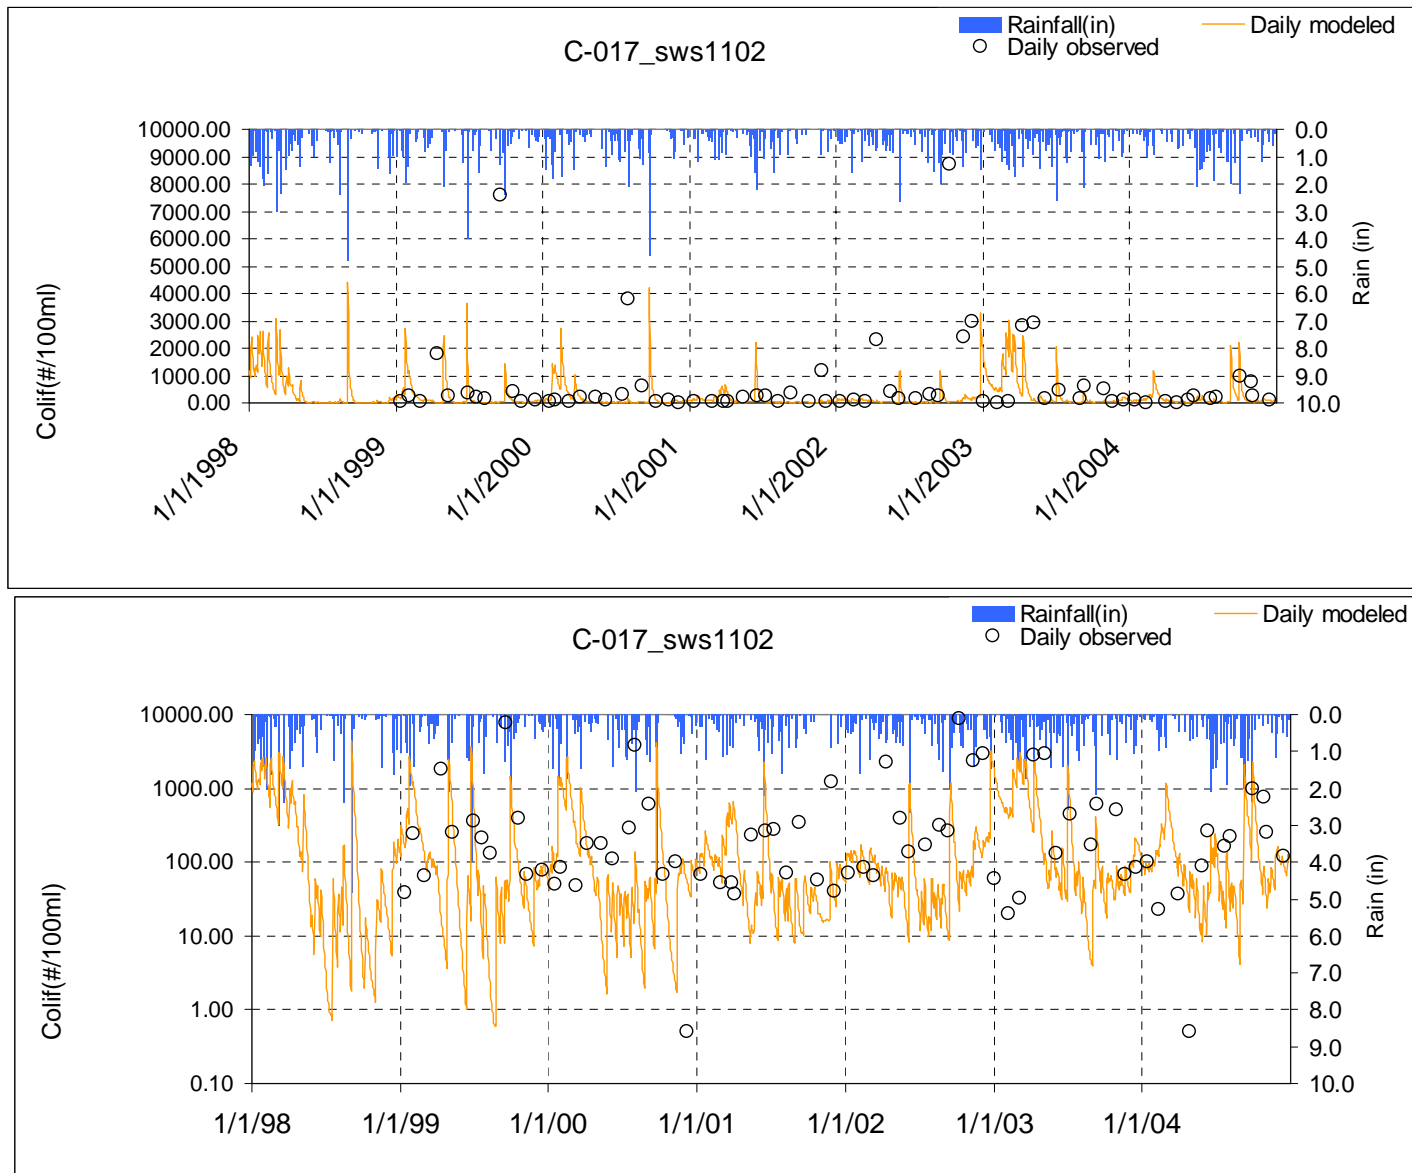 Rainfall(in) Daily modeled
Daily observed
C-017_sws1102
10000.00 0.0
9000.00 1.0
8000.00 2.0
7000.00 3.0
6000.00 4.0
5000.00 5.0
4000.00 6.0
3000.00 7.0
2000.00 8.0
1000.00 9.0
0.00 10.0
Colif(#/100ml)
Rain (in)
1/1/1998 1/1/1999 1/1/2000 1/1/2001 1/1/2002 1/1/2003 1/1/2004
Rainfall(in) Daily modeled
Daily observed
C-017_sws1102
10000.00 0.0
1.0
1000.00 2.0
3.0
100.00 4.0
5.0
10.00 6.0
7.0
1.00 8.0
9.0
0.10 10.0
Colif(#/100ml)
Rain (in)
1/1/98 1/1/99 1/1/00 1/1/01 1/1/02 1/1/03 1/1/04